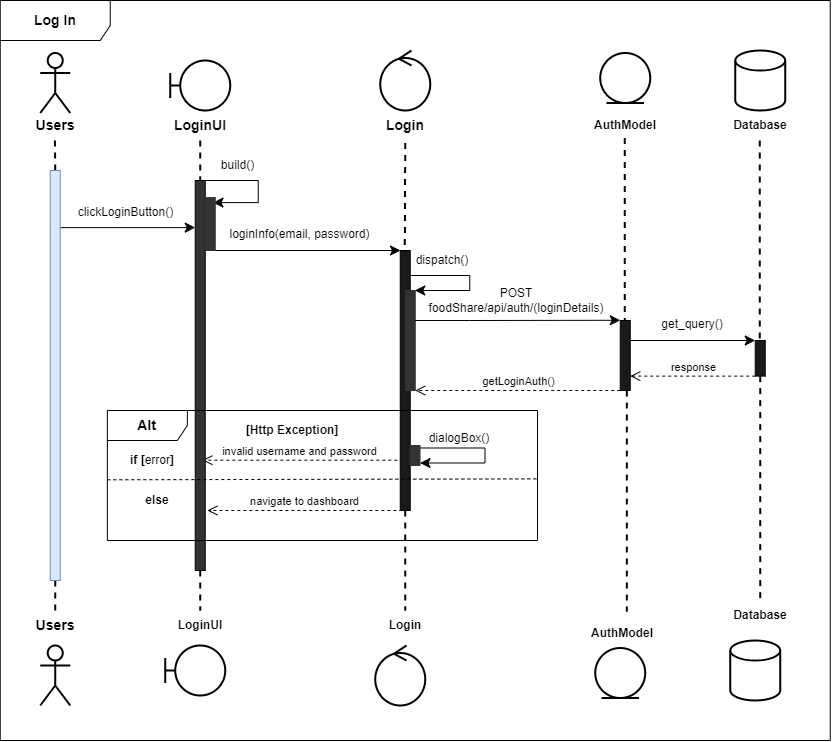 Log In
Users
LoginUI
Login
AuthModel
Database
build()
clickLoginButton()
loginInfo(email, password)
dispatch()
POST
foodShare/api/auth/(loginDetails)
get_query()
response
getLoginAuth()
Alt
[Http Exception]
dialogBox()
if [error]
invalid username and password
else
navigate to dashboard
Users
LoginUI
Login
AuthModel
Database